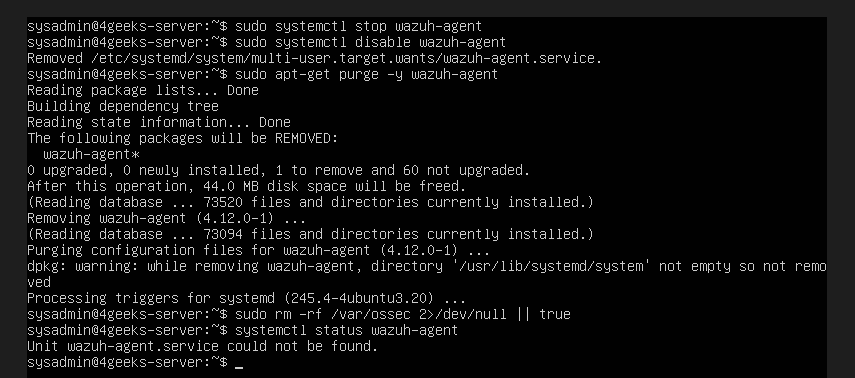 sysadmin@4geeks-server:~$ sudo systemctl stop wazuh-agent
sysadmin@4geeks-server:~$ sudo systemctl disable wazuh-agent
Removed /etc/systemd/system/multi-user.target.wants/wazuh-agent.service.
sysadmin@4geeks-server:~$ sudo apt-get purge -y wazuh-agent
Reading package lists... Done
Building dependency tree
Reading state information... Done
The following packages will be REMOVED:
  wazuh-agent*
0 upgraded, 0 newly installed, 1 to remove and 60 not upgraded.
After this operation, 44.0 MB disk space will be freed.
(Reading database ... 73520 files and directories currently installed.)
Removing wazuh-agent (4.12.0-1) ...
(Reading database ... 73094 files and directories currently installed.)
Purging configuration files for wazuh-agent (4.12.0-1) ...
dpkg: warning: while removing wazuh-agent, directory '/usr/lib/systemd/system' not empty so not remo
ved
Processing triggers for systemd (245.4-4ubuntu3.20) ...
sysadmin@4geeks-server:~$ sudo rm -rf /var/ossec 2>/dev/null || true
sysadmin@4geeks-server:~$ systemctl status wazuh-agent
Unit wazuh-agent.service could not be found.
sysadmin@4geeks-server:~$ _